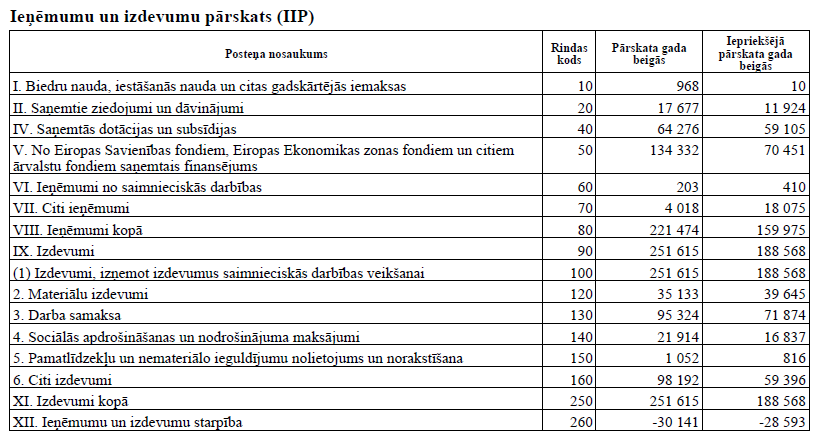 Ieņēmumu un izdevumu pārskats (IIP)
Posteņa nosaukums Rindas kods Pārskata gada beigās Iepriekšējā pārskata gada beigās
I. Biedru nauda, iestāšanās nauda un citas gadskārtējās iemaksas 10 968 10
II. Saņemtie ziedojumi un dāvinājumi 20 17 677 11 924
IV. Saņemtās dotācijas un subsīdijas 40 64 276 59 105
V. No Eiropas Savienības fondiem, Eiropas Ekonomikas zonas fondiem un citiem 50 134 332 70 451
ārvalstu fondiem saņemtais finansējums
VI. Ieņēmumi no saimnieciskās darbības 60 203 410
VII. Citi ieņēmumi 70 4 018 18 075
VIII. Ieņēmumi kopā 80 221 474 159 975
IX. Izdevumi 90 251 615 188 568
(1) Izdevumi, izņemot izdevumus saimnieciskās darbības veikšanai 100 251 615 188 568
2. Materiālu izdevumi 120 35 133 39 645
3. Darba samaksa 130 95 324 71 874
4. Sociālās apdrošināšanas un nodrošinājuma maksājumi 140 21 914 16 837
5. Pamatlīdzekļu un nemateriālo ieguldījumu nolietojums un norakstīšana 150 1 052 816
6. Citi izdevumi 160 98 192 59 396
XI. Izdevumi kopā 250 251 615 188 568
XII. Ieņēmumu un izdevumu starpība 260 -30 141 -28 593